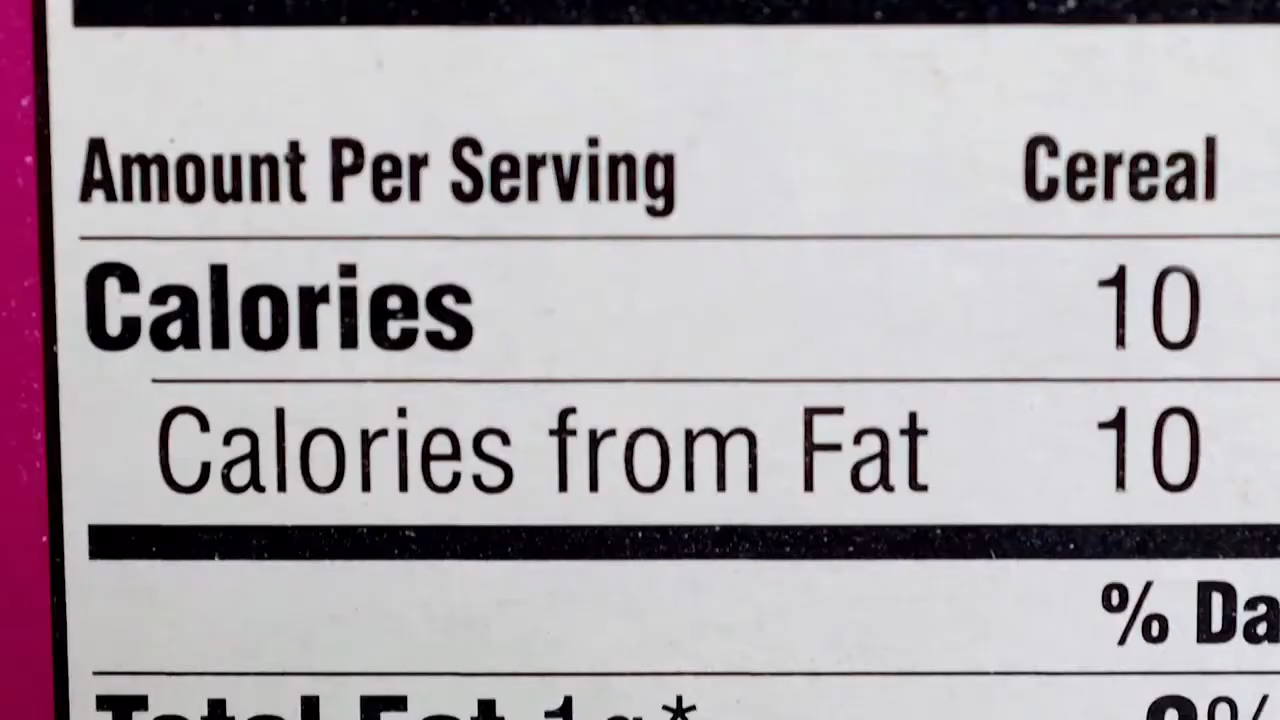 Amount Per Serving Cereal
Calories 10
Calories from Fat 10
% Da
Total Fat 1g*